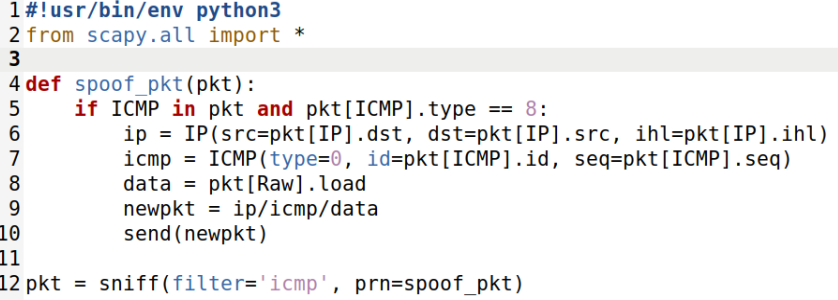 1 #!usr/bin/env python3
2 from scapy.all import *
3
4 def spoof_pkt(pkt):
5     if ICMP in pkt and pkt[ICMP].type == 8:
6         ip = IP(src=pkt[IP].dst, dst=pkt[IP].src, ihl=pkt[IP].ihl)
7         icmp = ICMP(type=0, id=pkt[ICMP].id, seq=pkt[ICMP].seq)
8         data = pkt[Raw].load
9         newpkt = ip/icmp/data
10         send(newpkt)
11
12 pkt = sniff(filter='icmp', prn=spoof_pkt)